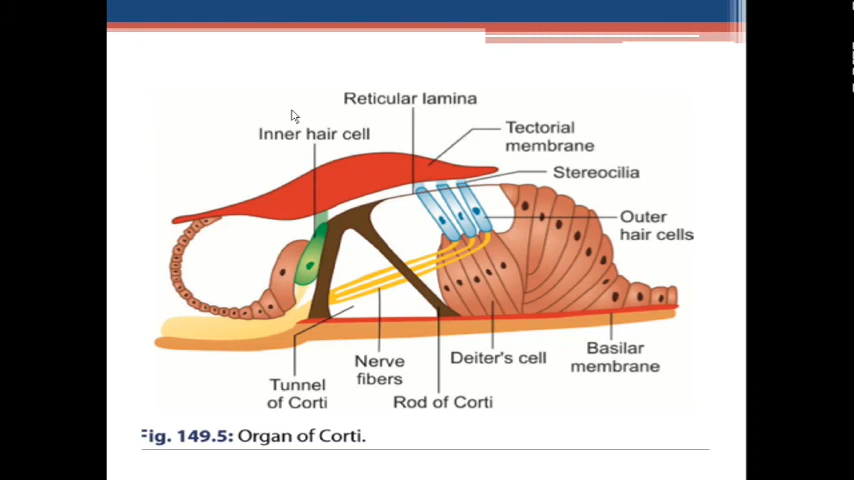 Reticular lamina
Inner hair cell
Tectorial
membrane
Stereocilia
Outer
hair cells
Basilar
membrane
Deiter's cell
Nerve
fibers
Tunnel
of Corti
Rod of Corti
Fig. 149.5: Organ of Corti.